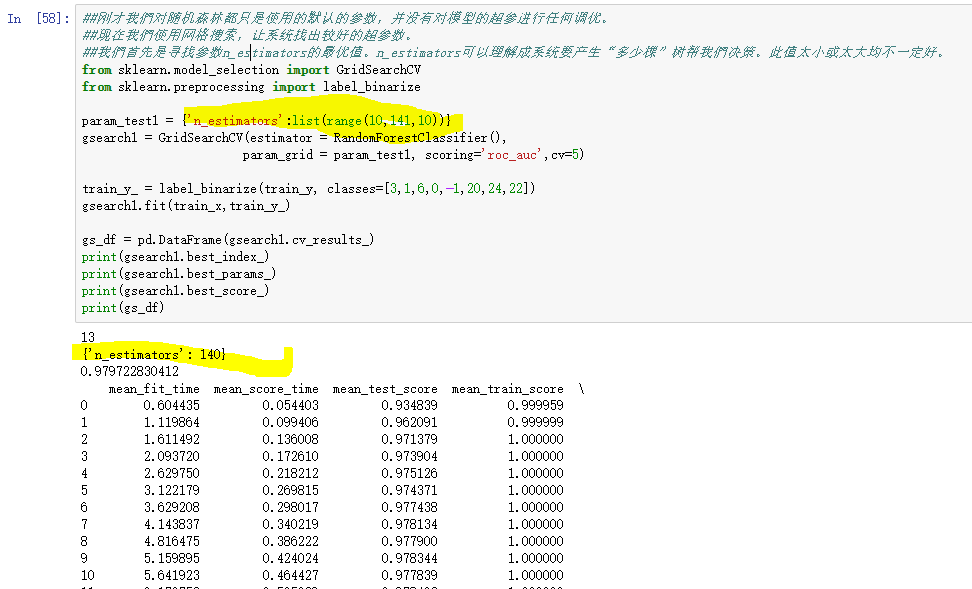 In [58]:
##刚才我們对随机森林都只是使用的默认的参数，并没有对模型的超参进行任何调优。
##现在我們使用网格搜索，让系统找出较好的超参数。
##我們首先是寻找参数n_estimators的最优值。n_estimators可以理解成系统要产生“多少棵”树帮我們决策。此值太小或太大均不一定好。
from sklearn.model_selection import GridSearchCV
from sklearn.preprocessing import label_binarize
param_test1 = {'n_estimators':list(range(10,141,10))}
gsearch1 = GridSearchCV(estimator = RandomForestClassifier(),
param_grid = param_test1, scoring='roc_auc',cv=5)
train_y_ = label_binarize(train_y, classes=[3,1,6,0,-1,20,24,22])
gsearch1.fit(train_x,train_y_)
gs_df = pd.DataFrame(gsearch1.cv_results_)
print(gsearch1.best_index_)
print(gsearch1.best_params_)
print(gsearch1.best_score_)
print(gs_df)
13
{'n_estimators': 140}
0.979722830412
mean_fit_time mean_score_time mean_test_score mean_train_score \
0 0.604435 0.054403 0.934839 0.999959
1 1.119864 0.099406 0.962091 0.999999
2 1.611492 0.136008 0.971379 1.000000
3 2.093720 0.172610 0.973904 1.000000
4 2.629750 0.218212 0.975126 1.000000
5 3.122179 0.269815 0.974371 1.000000
6 3.629208 0.298017 0.977438 1.000000
7 4.143837 0.340219 0.978134 1.000000
8 4.816475 0.386222 0.977900 1.000000
9 5.159895 0.424024 0.978344 1.000000
10 5.641923 0.464427 0.977839 1.000000